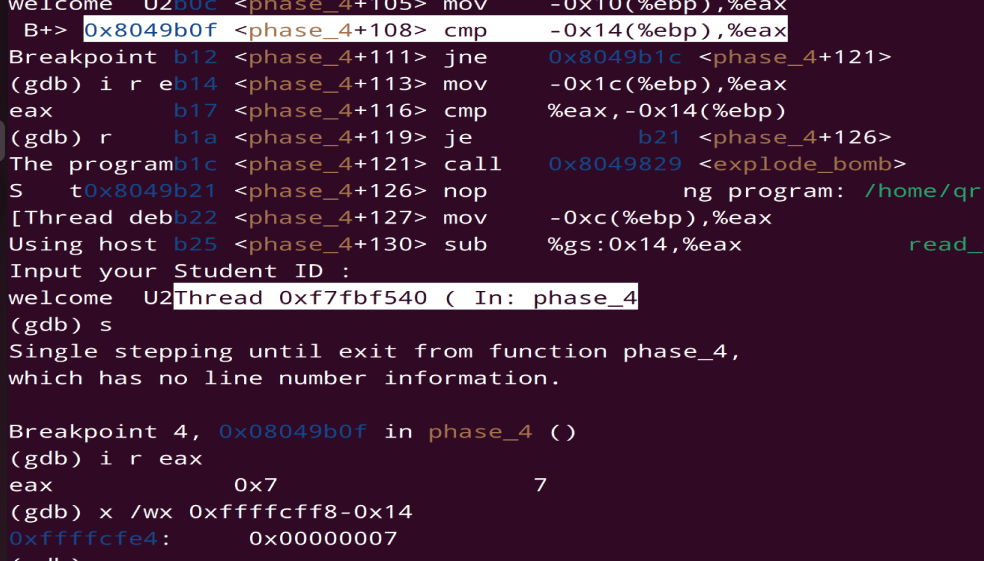 welcome  U2b0c <phase_4+105> mov     -0x10(%ebp),%eax
B+> 0x8049b0f <phase_4+108> cmp     -0x14(%ebp),%eax
Breakpoint b12 <phase_4+111> jne     0x8049b1c <phase_4+121>
(gdb) i r eb14 <phase_4+113> mov     -0x1c(%ebp),%eax
eax        b17 <phase_4+116> cmp     %eax,-0x14(%ebp)
(gdb) r    b1a <phase_4+119> je           b21 <phase_4+126>
The programb1c <phase_4+121> call    0x8049829 <explode_bomb>
S   t0x8049b21 <phase_4+126> nop             ng program: /home/qr
[Thread debb22 <phase_4+127> mov     -0xc(%ebp),%eax
Using host b25 <phase_4+130> sub     %gs:0x14,%eax          read_
Input your Student ID :
welcome  U2Thread 0xf7fbf540 ( In: phase_4
(gdb) s
Single stepping until exit from function phase_4,
which has no line number information.
Breakpoint 4, 0x08049b0f in phase_4 ()
(gdb) i r eax
eax            0x7                 7
(gdb) x /wx 0xffffcff8-0x14
0xffffcfe4:     0x00000007